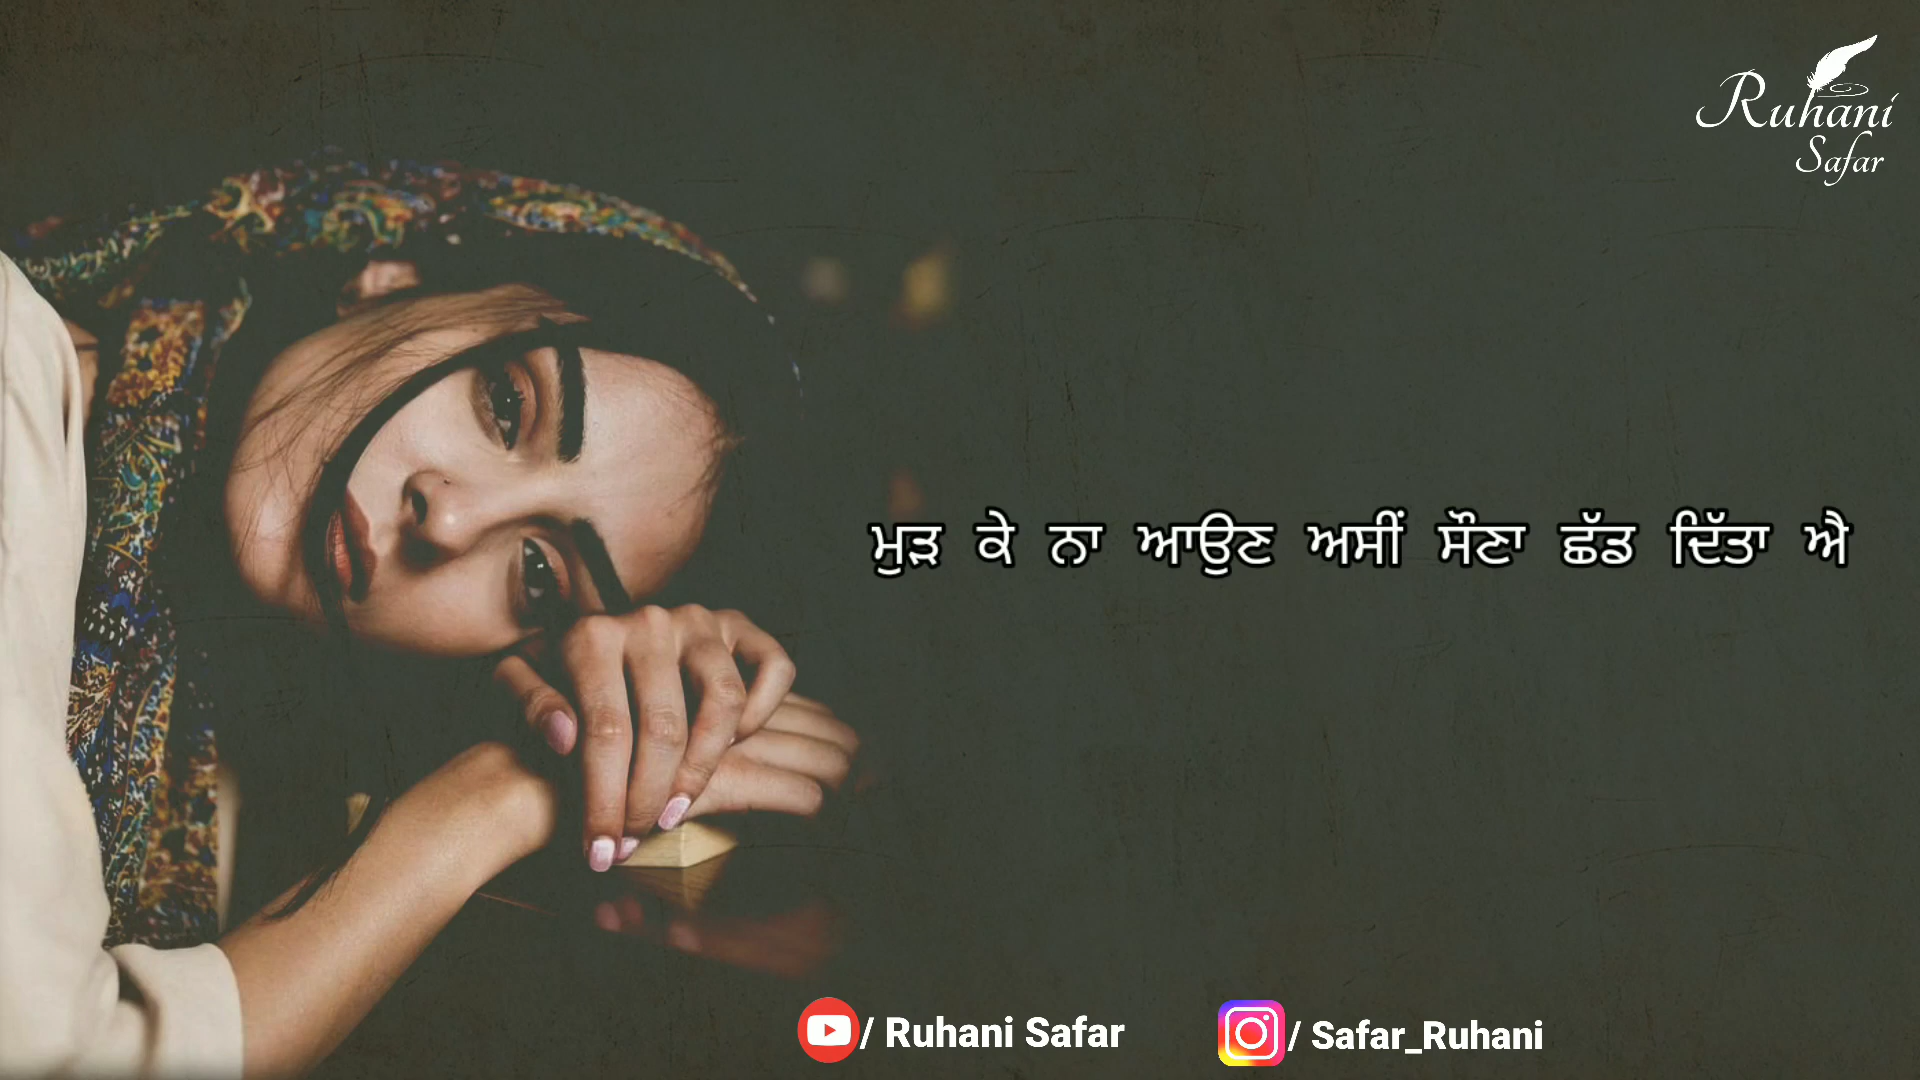 Ruhani
Safar
ਮੁੜ ਕੇ ਨਾ ਆਉਣ ਅਸੀਂ ਸੌਣਾ ਛੱਡ ਦਿੱਤਾ ਐ
/ Ruhani Safar
/ Safar_Ruhani